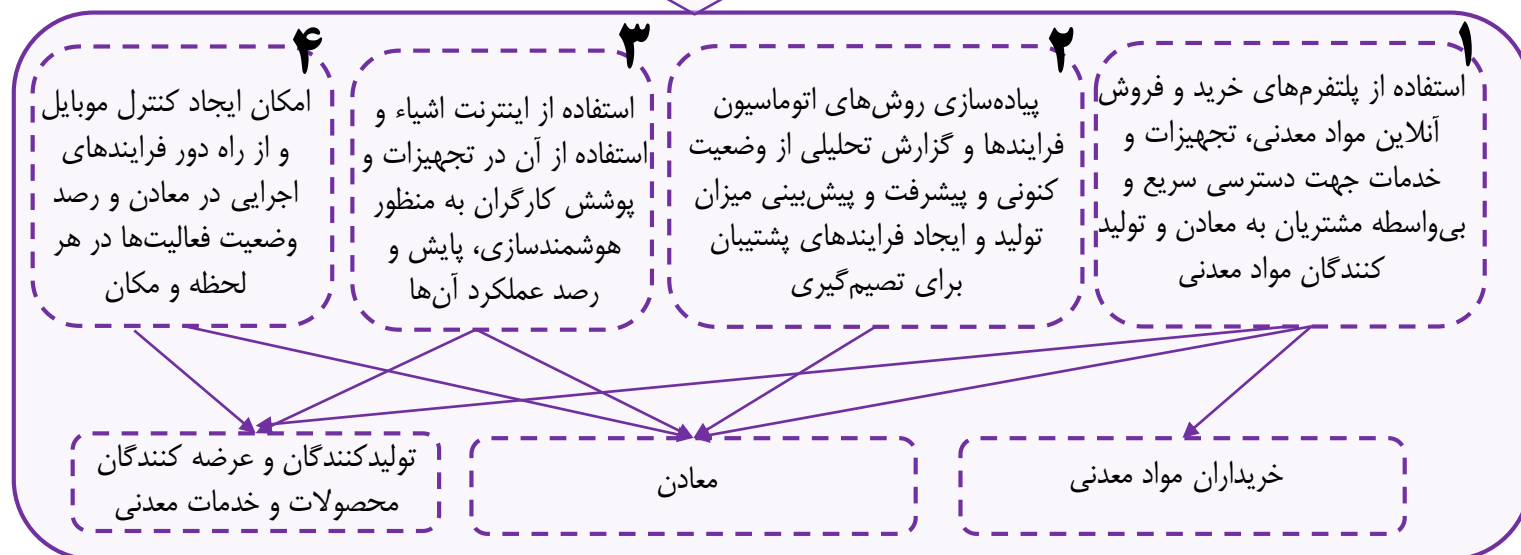 ۱
استفاده از پلتفرم‌های خرید و فروش
آنلاین مواد معدنی، تجهیزات و
خدمات جهت دسترسی سریع و
بی‌واسطه مشتریان به معادن و تولید
کنندگان مواد معدنی
۲
پیاده‌سازی روش‌های اتوماسیون
فرایندها و گزارش تحلیلی از وضعیت
کنونی و پیشرفت و پیش‌بینی میزان
تولید و ایجاد فرایندهای پشتیبان
برای تصیم‌گیری
۳
استفاده از اینترنت اشیاء و
استفاده از آن در تجهیزات و
پوشش کارگران به منظور
هوشمندسازی، پایش و
رصد عملکرد آن‌ها
۴
امکان ایجاد کنترل موبایل
و از راه دور فرایندهای
اجرایی در معادن و رصد
وضعیت فعالیت‌ها در هر
لحظه و مکان
خریداران مواد معدنی
معادن
تولیدکنندگان و عرضه کنندگان
محصولات و خدمات معدنی